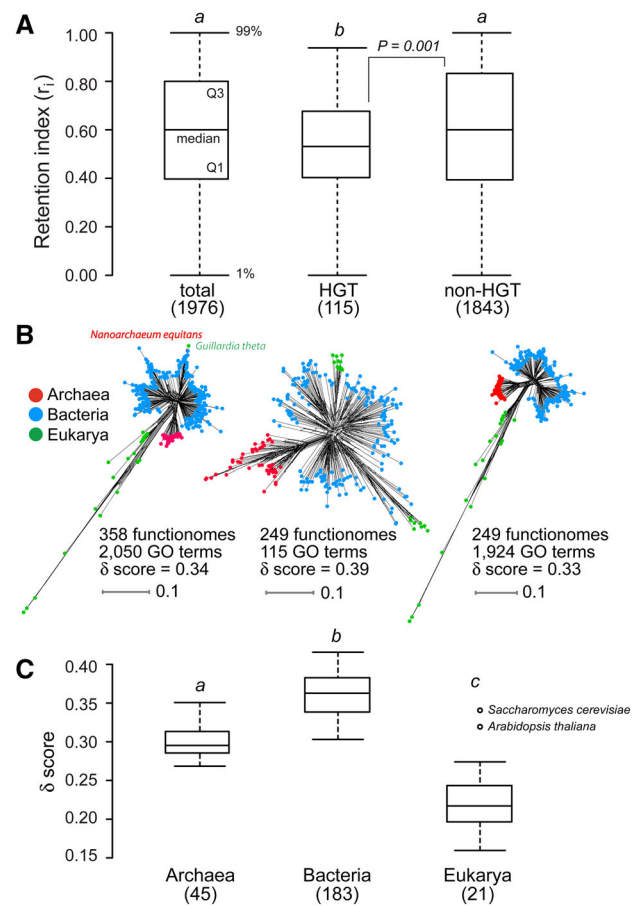 A
a
b
a
1.00
99%
P = 0.001
0.80
Q3
0.60
median
0.40
Q1
0.20
0.00
1%
Retention index (ri)
total
(1976)
HGT
(115)
non-HGT
(1843)
B
Nanoarchaeum equitans
Guillardia theta
Archaea
Bacteria
Eukarya
358 functionomes
2,050 GO terms
δ score = 0.34
0.1
249 functionomes
115 GO terms
δ score = 0.39
0.1
249 functionomes
1,924 GO terms
δ score = 0.33
0.1
C
a
b
c
0.40
0.35
0.30
0.25
0.20
0.15
δ score
Saccharomyces cerevisiae
Arabidopsis thaliana
Archaea
(45)
Bacteria
(183)
Eukarya
(21)